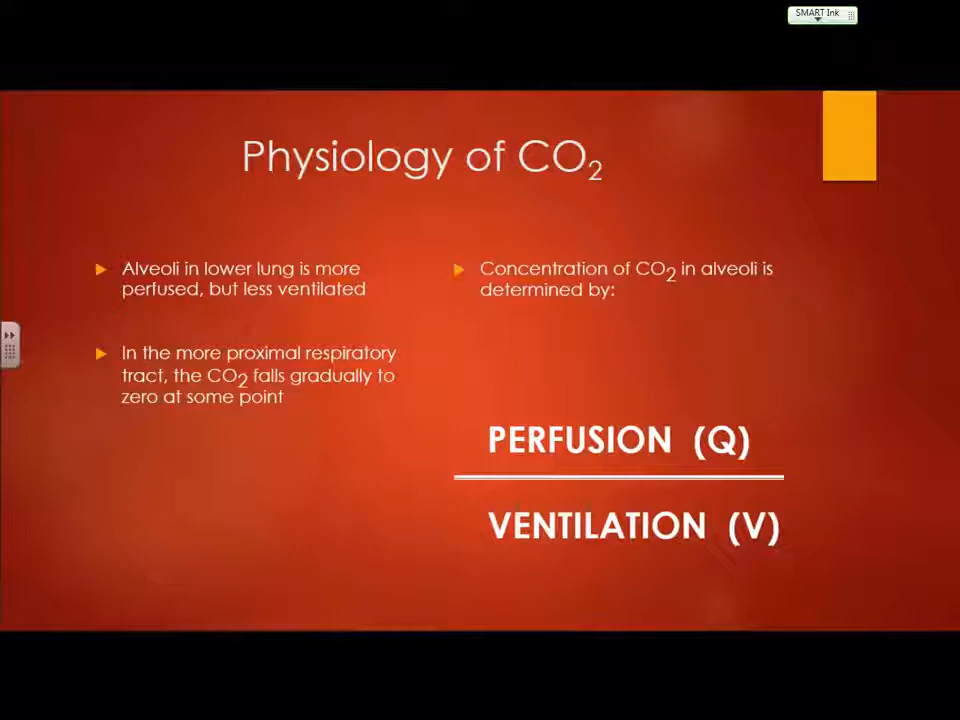 SMART Ink
Physiology of CO2
Alveoli in lower lung is more
perfused, but less ventilated
In the more proximal respiratory
tract, the CO2 falls gradually to
zero at some point
Concentration of CO2 in alveoli is
determined by:
PERFUSION (Q)
VENTILATION (V)